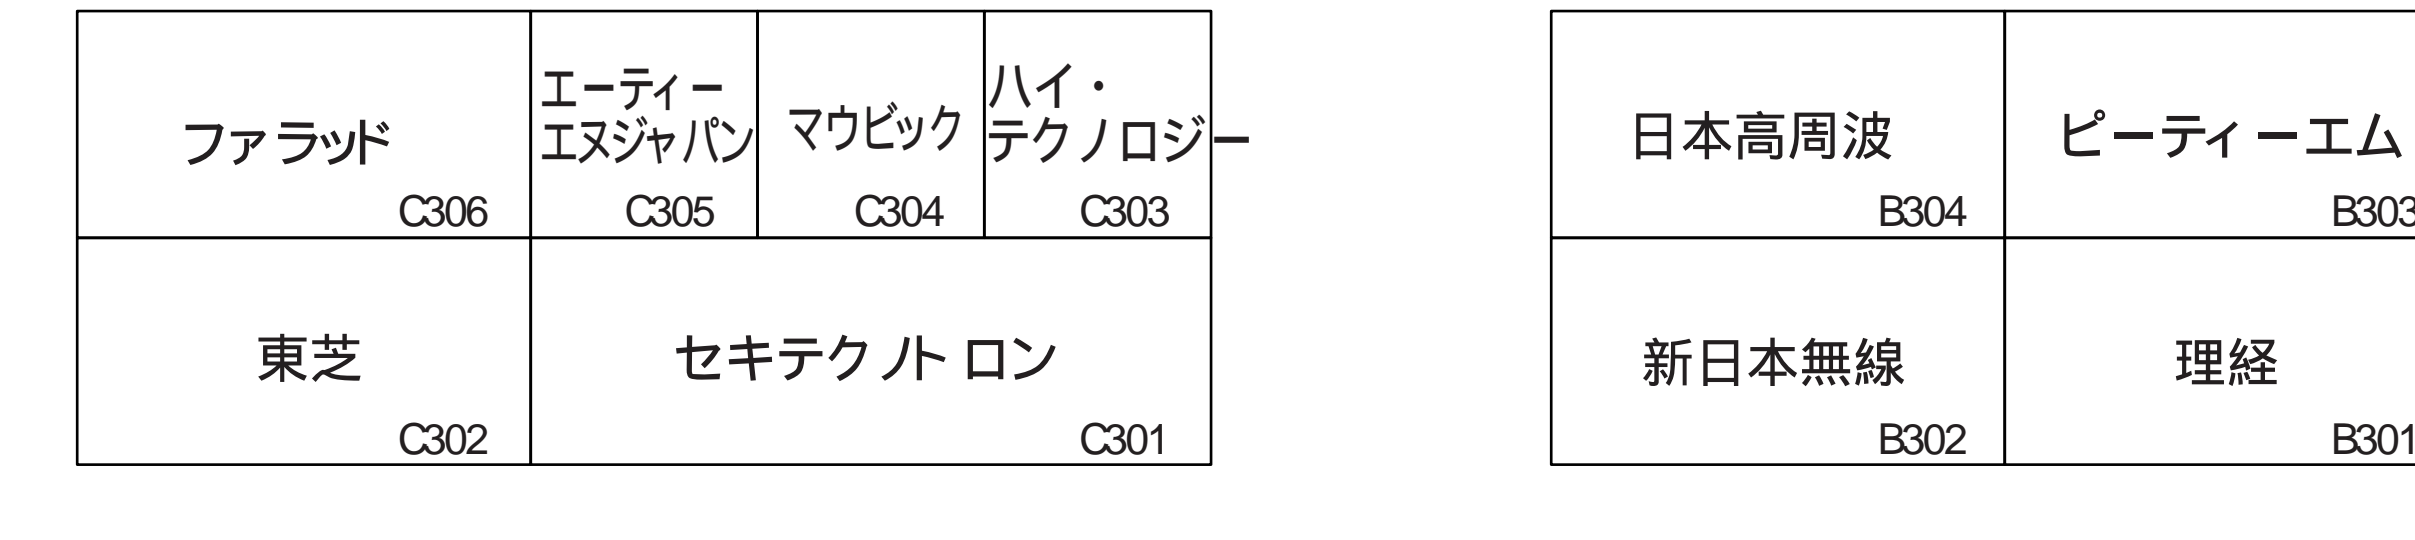 ファラッド
C306
エーティー
エヌジャパン
C305
マウビック
C304
ハイ・
テクノロジー
C303
東芝
C302
セキテクノトロン
C301
日本高周波
B304
ピーティーエム
B303
新日本無線
B302
理経
B301